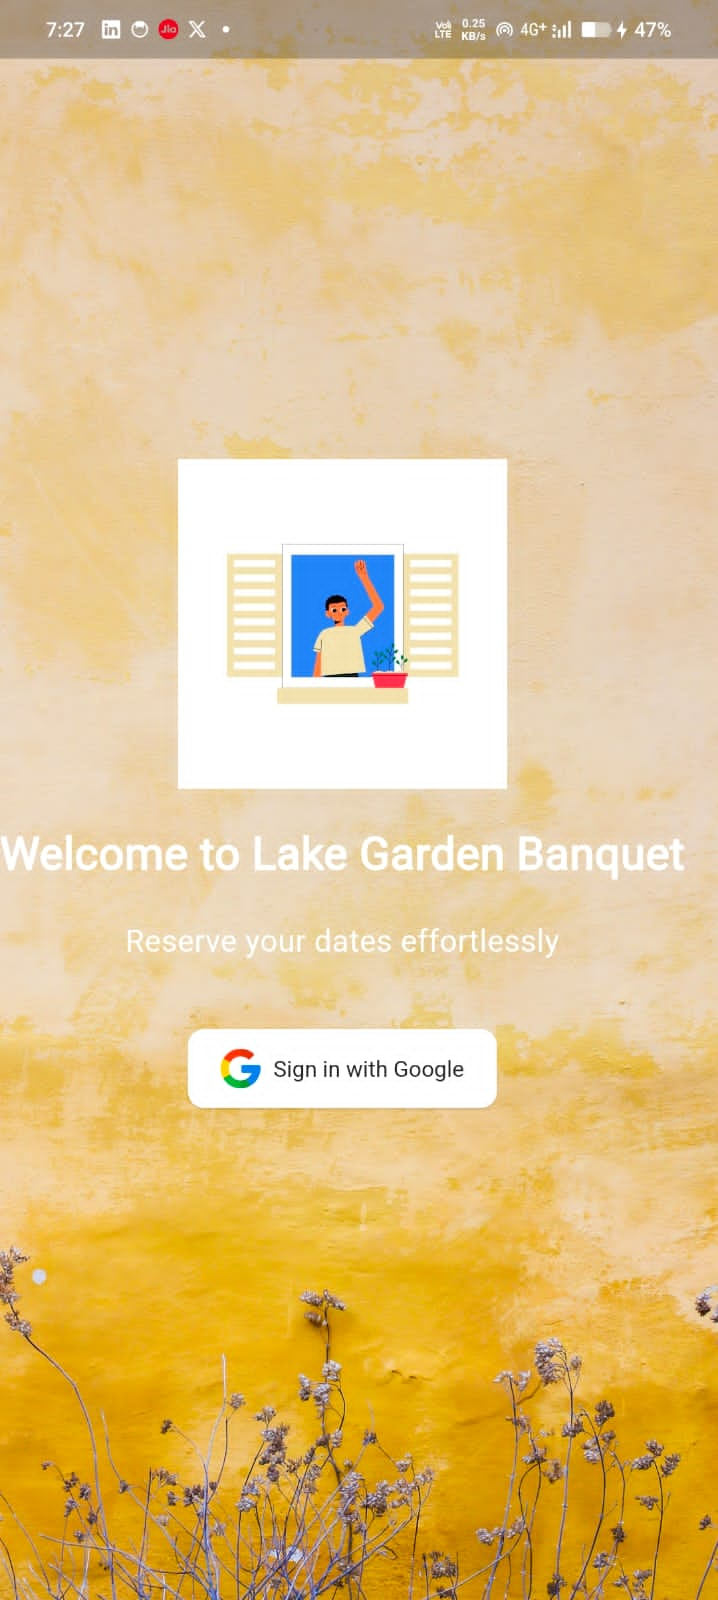 7:27 in Jio X Vo LTE 0.25 KB/s 4G+ 47%
Welcome to Lake Garden Banquet
Reserve your dates effortlessly
G Sign in with Google